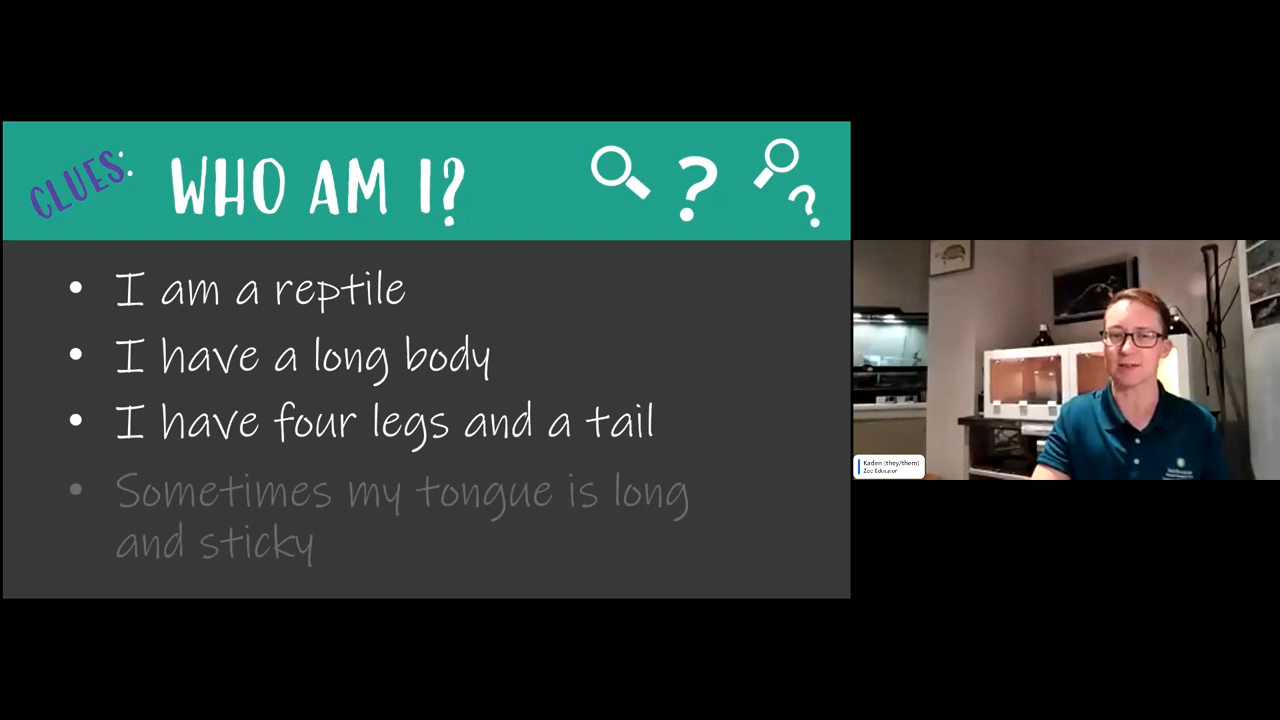 CLUES:
WHO AM I?
• I am a reptile
• I have a long body
• I have four legs and a tail
• Sometimes my tongue is long
and sticky
Kaden (they/them)
Zoo Educator